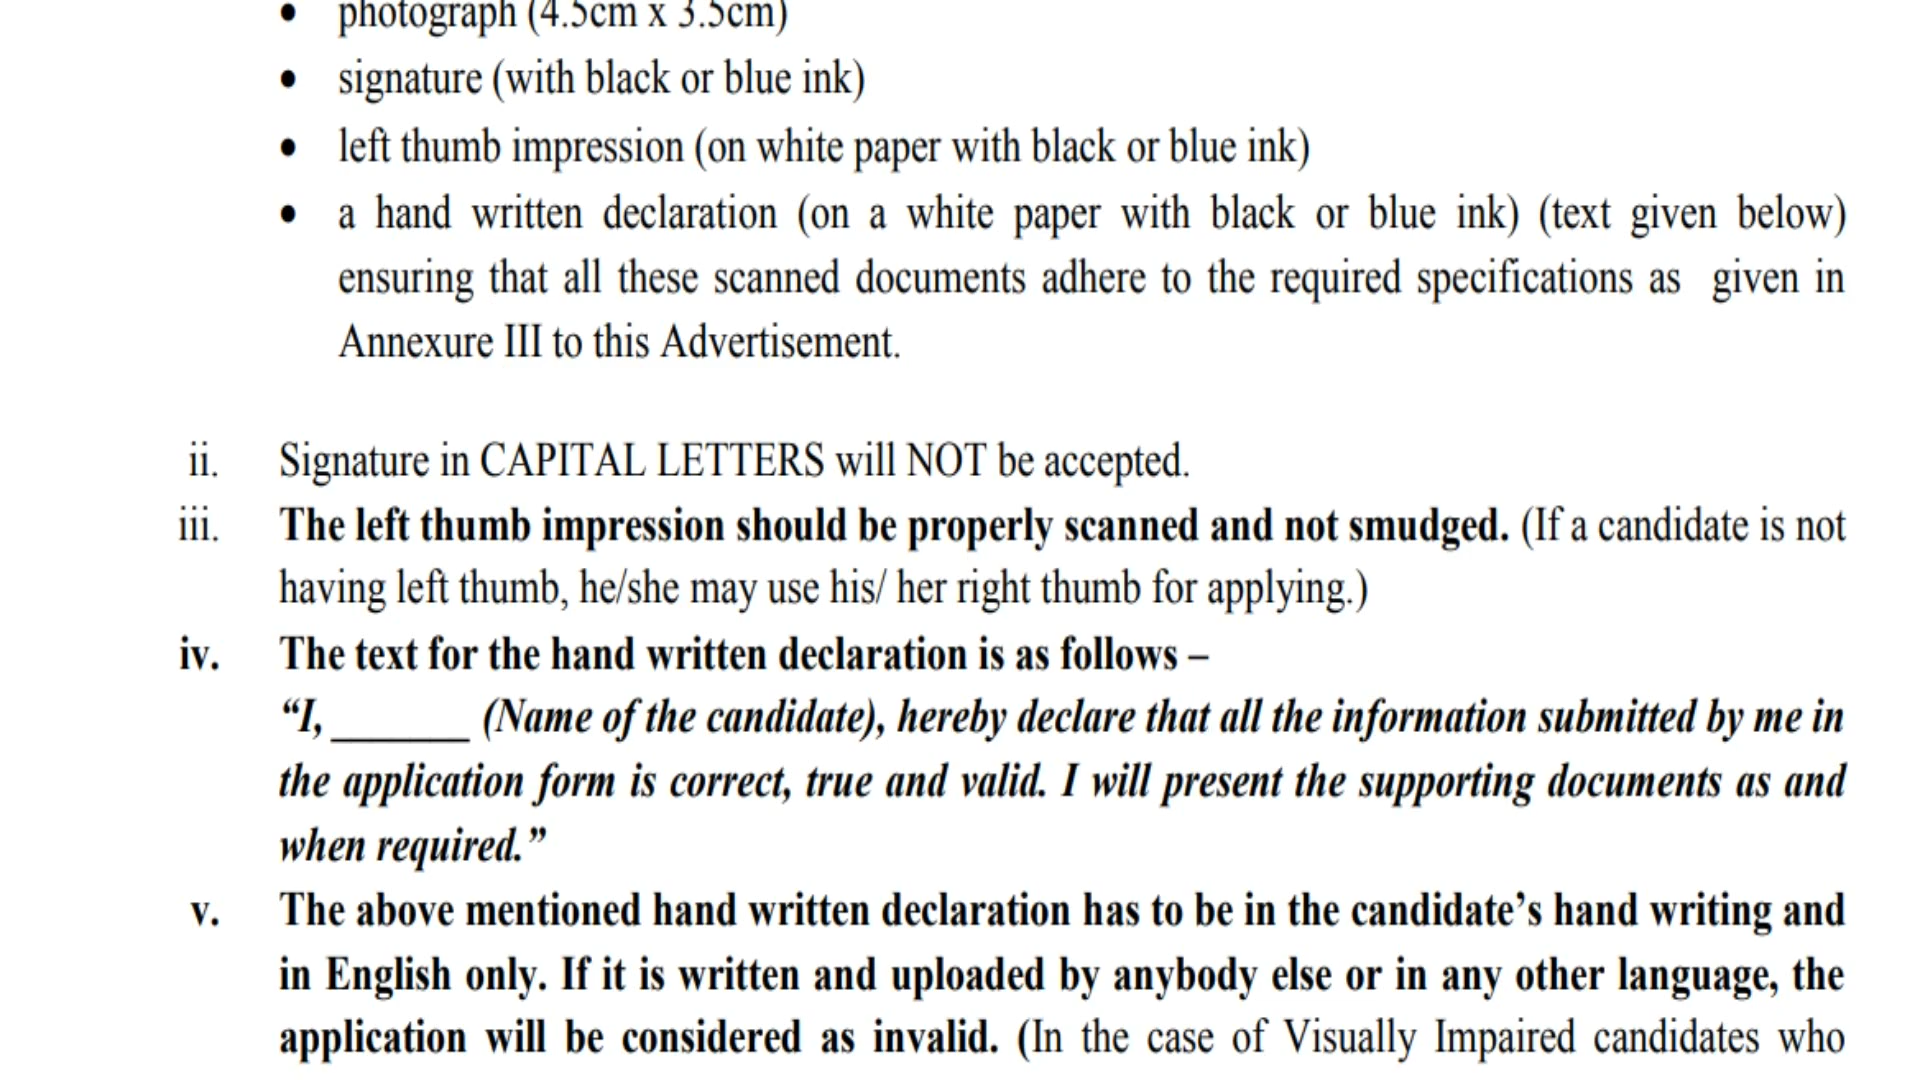 • photograph (4.5cm x 3.5cm)
• signature (with black or blue ink)
• left thumb impression (on white paper with black or blue ink)
• a hand written declaration (on a white paper with black or blue ink) (text given below)
ensuring that all these scanned documents adhere to the required specifications as given in
Annexure III to this Advertisement.
ii. Signature in CAPITAL LETTERS will NOT be accepted.
iii. The left thumb impression should be properly scanned and not smudged. (If a candidate is not
having left thumb, he/she may use his/ her right thumb for applying.)
iv. The text for the hand written declaration is as follows –
“I, _______ (Name of the candidate), hereby declare that all the information submitted by me in
the application form is correct, true and valid. I will present the supporting documents as and
when required.”
v. The above mentioned hand written declaration has to be in the candidate’s hand writing and
in English only. If it is written and uploaded by anybody else or in any other language, the
application will be considered as invalid. (In the case of Visually Impaired candidates who